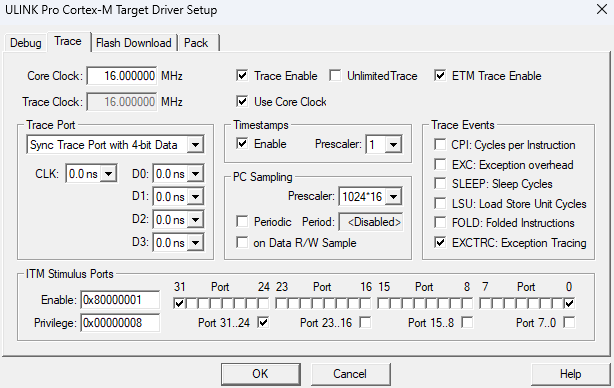 ULINK Pro Cortex-M Target Driver Setup
Debug Trace Flash Download Pack
Core Clock: 16.000000 MHz Trace Enable Unlimited Trace ETM Trace Enable
Trace Clock: 16.000000 MHz Use Core Clock
Trace Port Timestamps Trace Events
Sync Trace Port with 4-bit Data Enable Prescaler: 1 CPI: Cycles per Instruction
EXC: Exception overhead
CLK: 0.0 ns D0: 0.0 ns PC Sampling SLEEP: Sleep Cycles
D1: 0.0 ns Prescaler: 1024*16 LSU: Load Store Unit Cycles
D2: 0.0 ns Periodic Period: <Disabled> FOLD: Folded Instructions
D3: 0.0 ns on Data R/W Sample EXCTRC: Exception Tracing
ITM Stimulus Ports
31 Port 24 23 Port 16 15 Port 8 7 Port 0
Enable: 0x80000001
Privilege: 0x00000008 Port 31..24 Port 23..16 Port 15..8 Port 7..0
OK Cancel Help